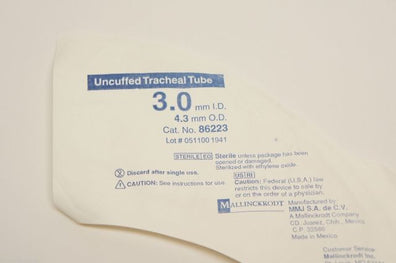 Uncuffed Tracheal Tube
3.0 mm I.D.
4.3 mm O.D.
Cat. No. 86223
Lot # 051100 1941
STERILE EO Sterile unless package has been
opened or damaged.
Sterilized with ethylene oxide.
Discard after single use.
CAUTION: See instructions for use.
US Rx
Caution: Federal (U.S.A.) law
restricts this device to sale by
or on the order of a physician.
MALLINCKRODT
Manufactured by
MMJ S.A. de C.V.
A Mallinckrodt Company
CD. Juarez, Chih., Mexico
C.P. 32580
Made in Mexico
Customer Service
Mallinckrodt Inc.